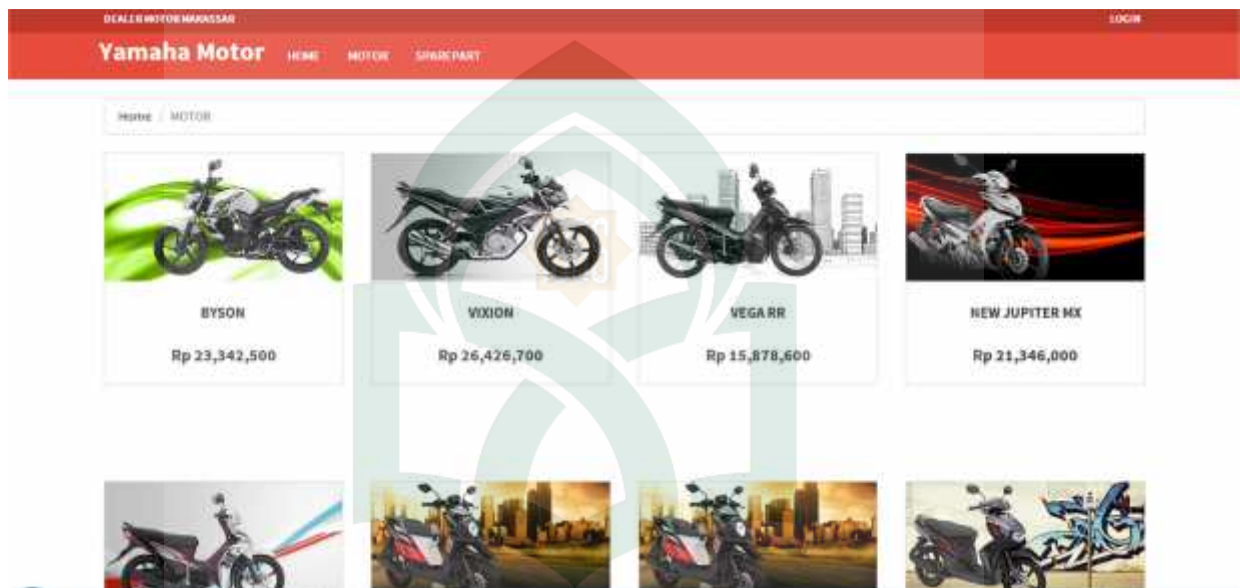 DEALER MOTOR MAKASSAR LOGIN
Yamaha Motor HOME MOTOR SPAREPART
Home / MOTOR
BYSON VIXION VEGA RR NEW JUPITER MX
Rp 23,342,500 Rp 26,426,700 Rp 15,878,600 Rp 21,346,000